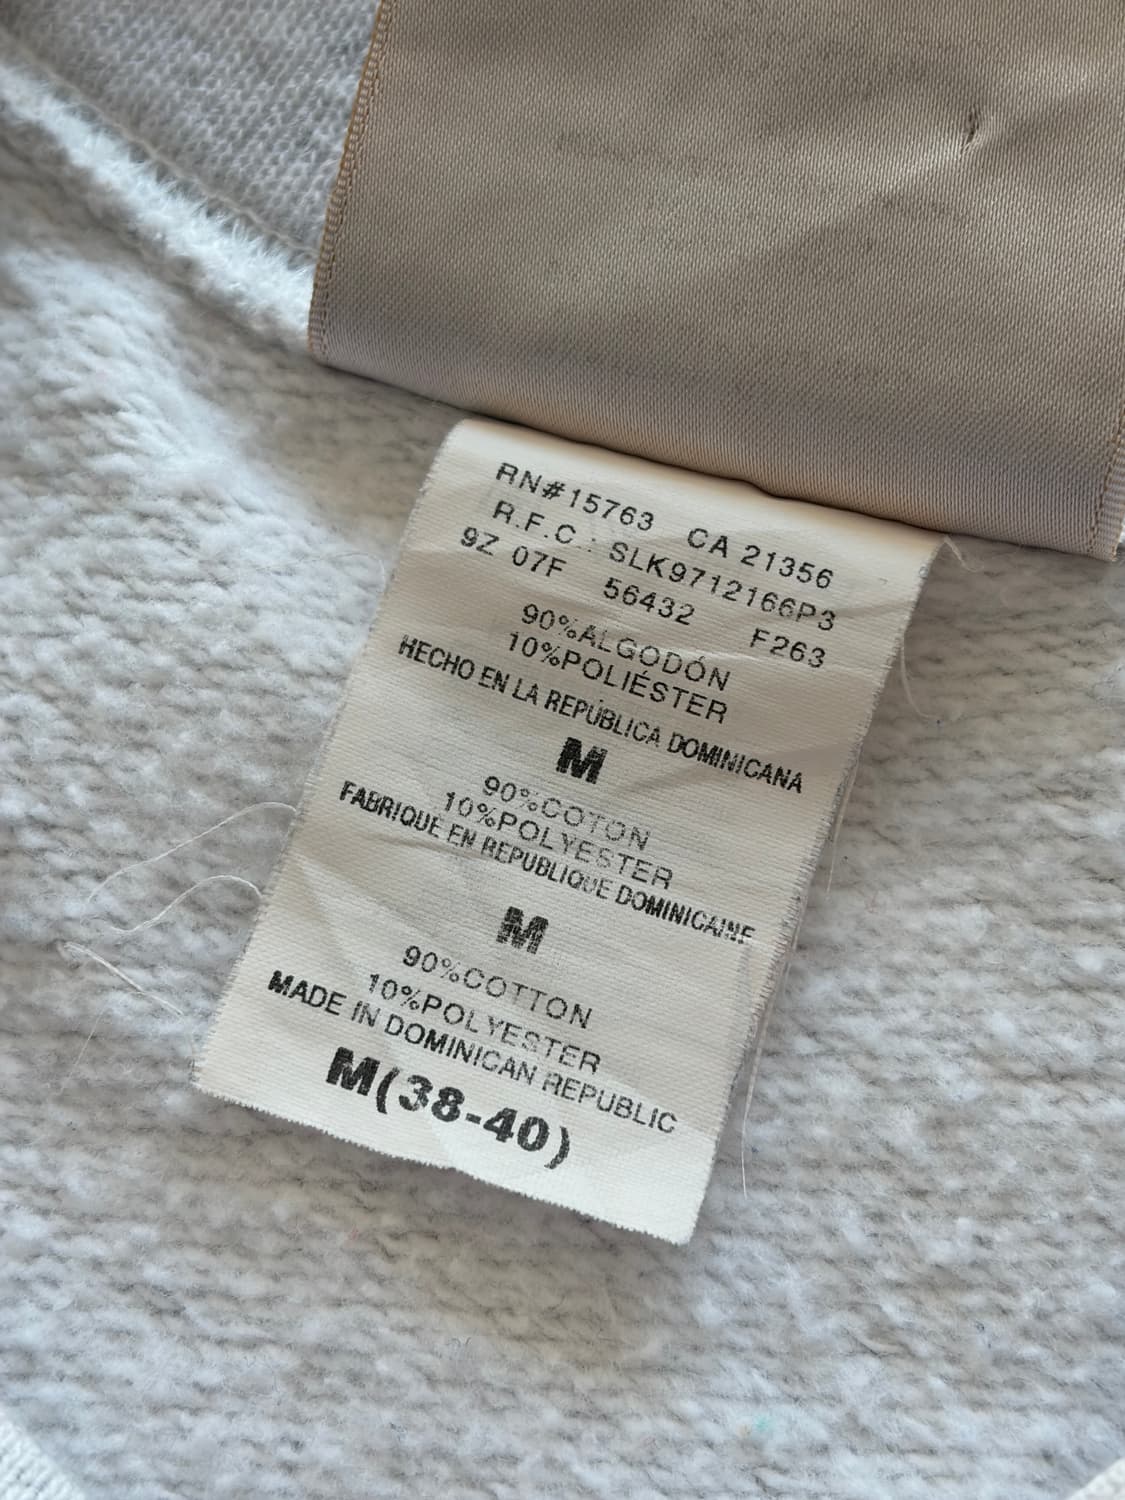 RN#15763 CA 21356
R.F.C.: SLK9712166P3
9Z 07F 56432 F263
90%ALGODÓN
10%POLIÉSTER
HECHO EN LA REPÚBLICA DOMINICANA
M
90%COTON
10%POLYESTER
FABRIQUÉ EN REPUBLIQUE DOMINICAINE
M
90%COTTON
10%POLYESTER
MADE IN DOMINICAN REPUBLIC
M(38-40)